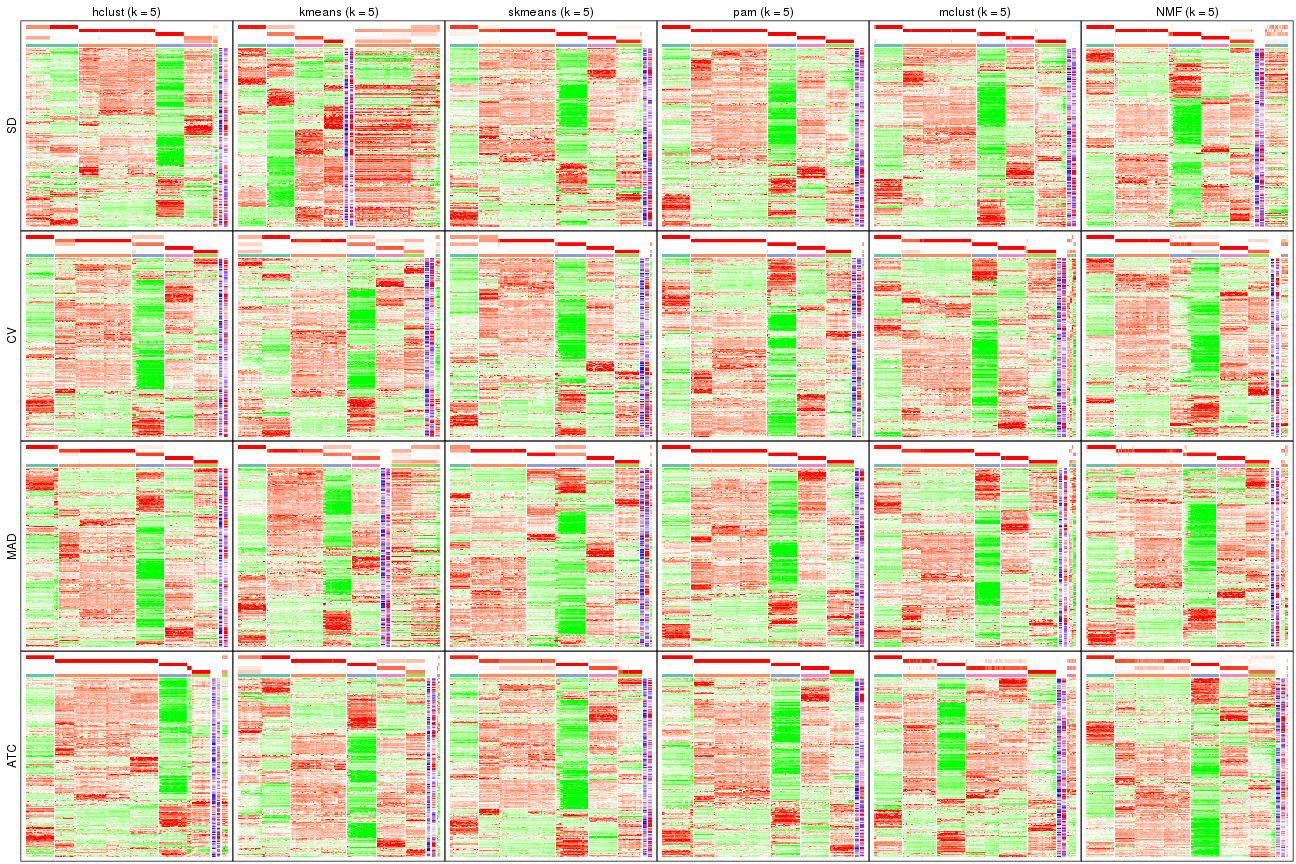 hclust (k = 5) kmeans (k = 5) skmeans (k = 5) pam (k = 5) mclust (k = 5) NMF (k = 5)
SD
CV
MAD
ATC